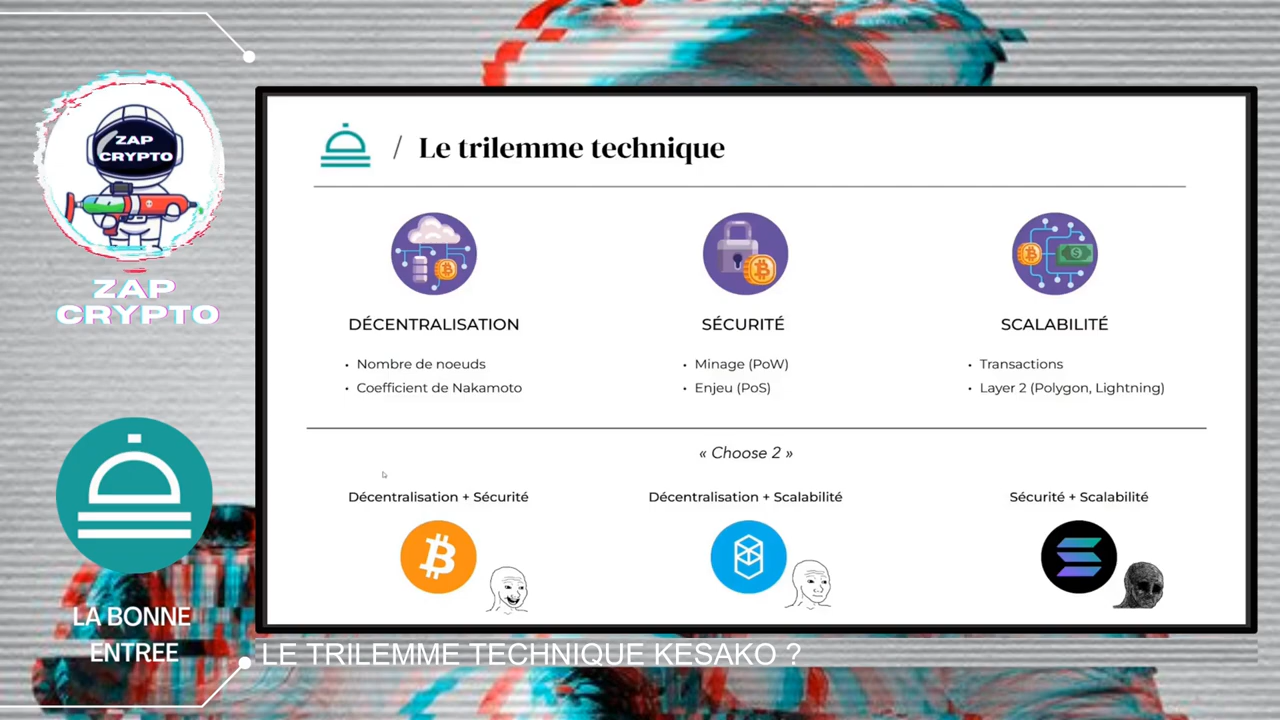 ZAP
CRYPTO
ZAP
CRYPTO
LA BONNE
ENTREE
/ Le trilemme technique
DÉCENTRALISATION
• Nombre de noeuds
• Coefficient de Nakamoto
SÉCURITÉ
• Minage (PoW)
• Enjeu (PoS)
SCALABILITÉ
• Transactions
• Layer 2 (Polygon, Lightning)
« Choose 2 »
Décentralisation + Sécurité
Décentralisation + Scalabilité
Sécurité + Scalabilité
LE TRILEMME TECHNIQUE KESAKO ?